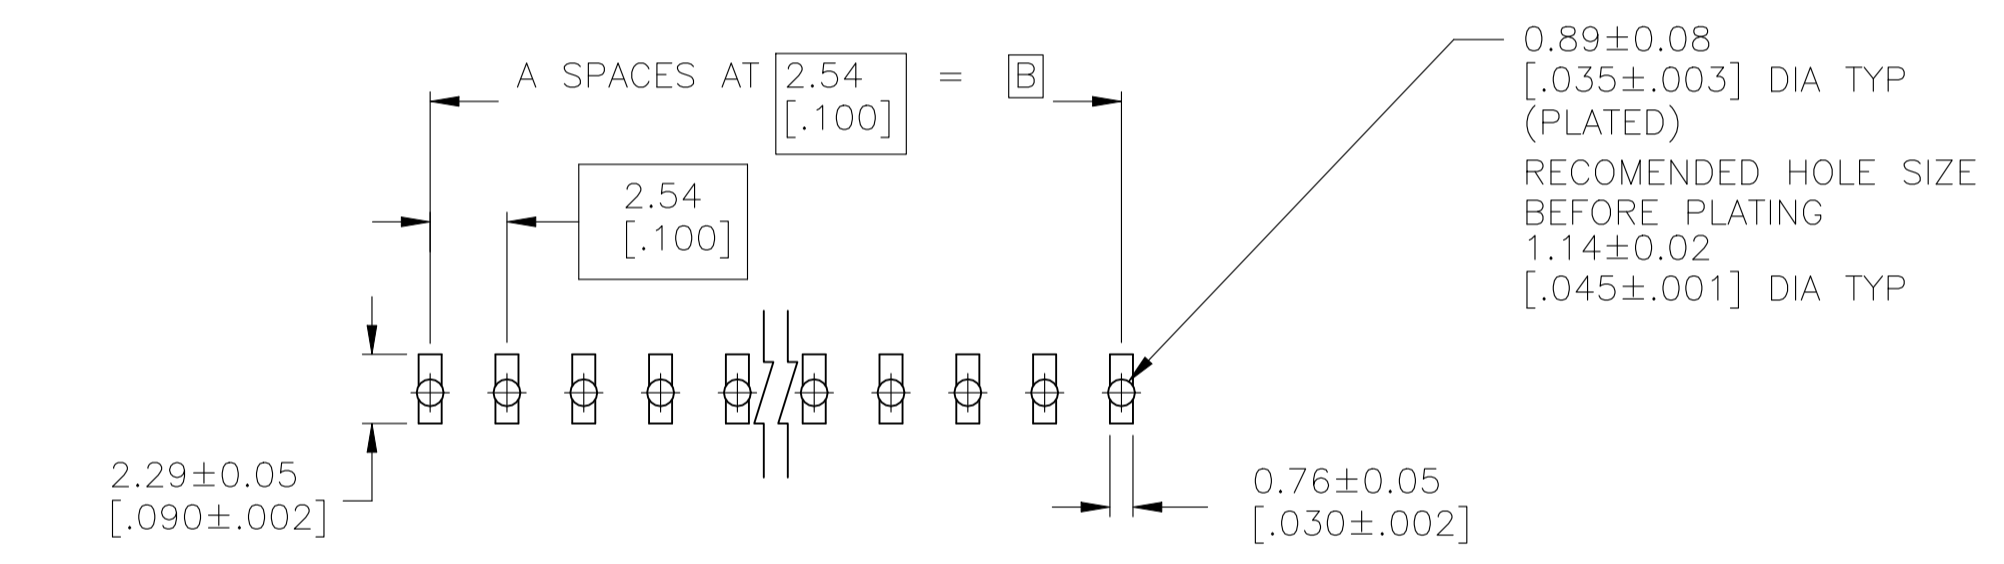 A SPACES AT 2.54 = B
[.100]
2.54
[.100]
0.89±0.08
[.035±.003] DIA TYP
(PLATED)
RECOMENDED HOLE SIZE
BEFORE PLATING
1.14±0.02
[.045±.001] DIA TYP
2.29±0.05
[.090±.002]
0.76±0.05
[.030±.002]